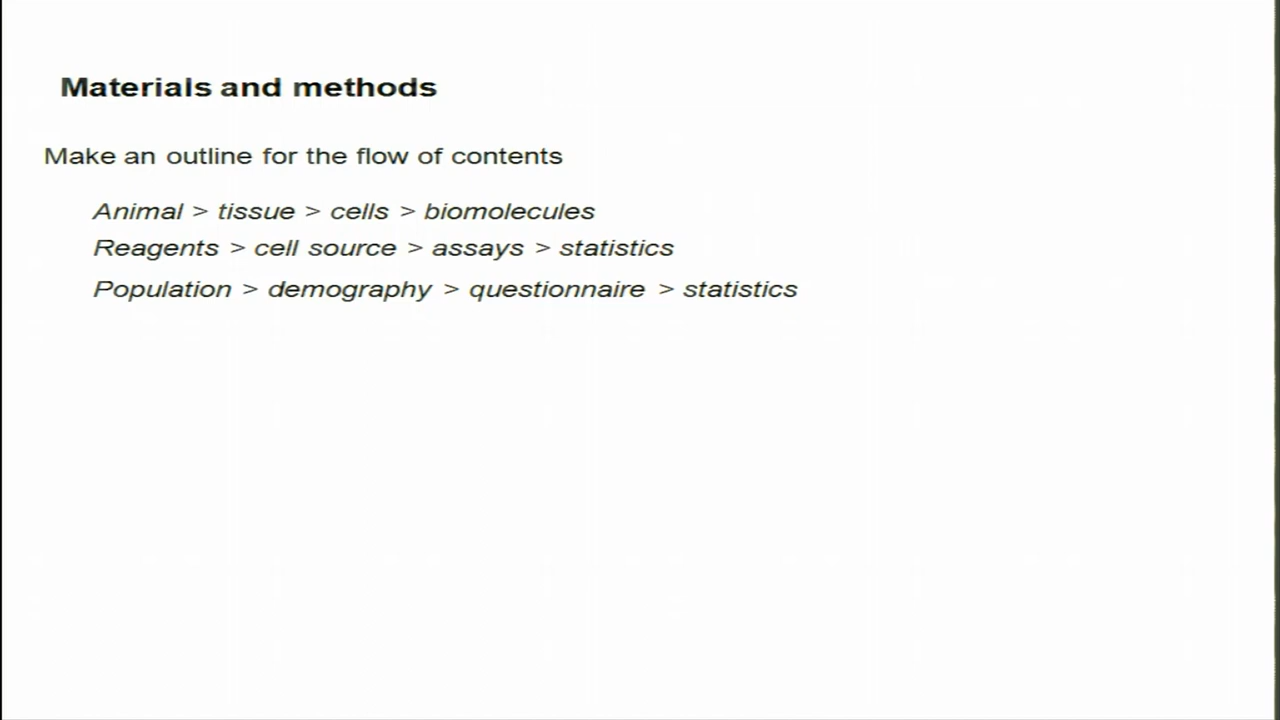 Materials and methods
Make an outline for the flow of contents
Animal > tissue > cells > biomolecules
Reagents > cell source > assays > statistics
Population > demography > questionnaire > statistics